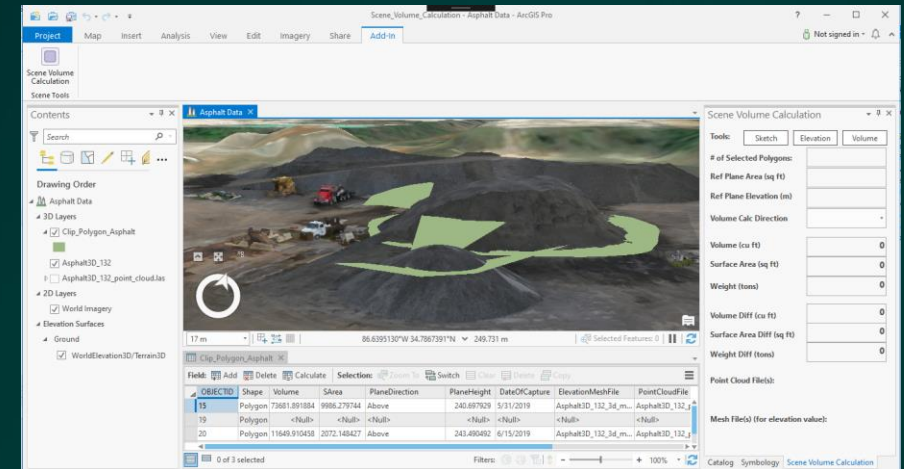 Scene_Volume_Calculation - Asphalt Data - ArcGIS Pro
? — □ ×
Project Map Insert Analysis View Edit Imagery Share Add-In
Not signed in
Scene Volume
Calculation
Scene Tools
Contents
Search
Drawing Order
Asphalt Data
3D Layers
Clip_Polygon_Asphalt
Asphalt3D_132
Asphalt3D_132_point_cloud.las
2D Layers
World Imagery
Elevation Surfaces
Ground
WorldElevation3D/Terrain3D
Asphalt Data ×
17 m 86.6395130°W 34.7867391°N 249.731 m Selected Features: 0
Clip_Polygon_Asphalt ×
Field: Add Delete Calculate Selection: Zoom To Switch Clear Delete Copy
OBJECTID Shape Volume SArea PlaneDirection PlaneHeight DateOfCapture ElevationMeshFile PointCloudFile
15 Polygon 73681.891884 9986.279744 Above 240.697929 5/31/2019 Asphalt3D_132_3d_m... Asphalt3D_132_
19 Polygon <Null> <Null> <Null> <Null> <Null> <Null> <Null>
20 Polygon 11649.910458 2072.148427 Above 243.490492 6/15/2019 Asphalt3D_132_3d_m... Asphalt3D_132_
0 of 3 selected Filters: - + 100%
Scene Volume Calculation
Tools: Sketch Elevation Volume
# of Selected Polygons:
Ref Plane Area (sq ft)
Ref Plane Elevation (m)
Volume Calc Direction
Volume (cu ft) 0
Surface Area (sq ft) 0
Weight (tons) 0
Volume Diff (cu ft) 0
Surface Area Diff (sq ft) 0
Weight Diff (tons) 0
Point Cloud File(s):
Mesh File(s) (for elevation value):
Catalog Symbology Scene Volume Calculation